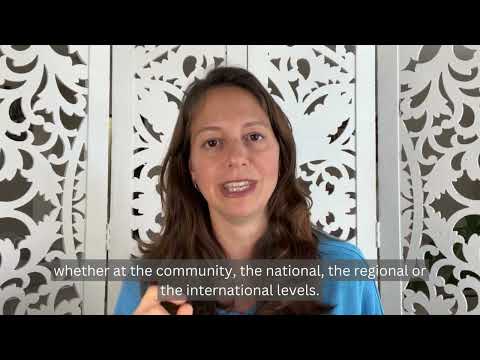 whether at the community, the national, the regional or
the international levels.